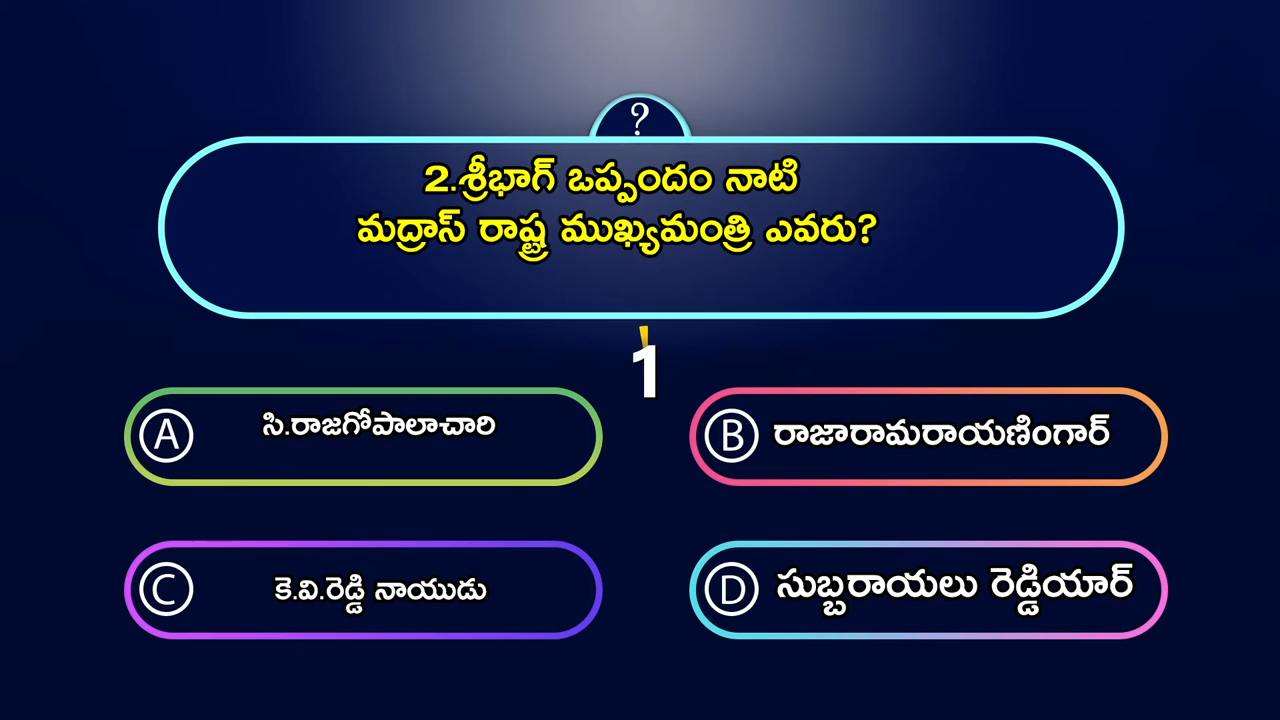 ?
2.శ్రీభాగ్ ఒప్పందం నాటి
మద్రాస్ రాష్ట్ర ముఖ్యమంత్రి ఎవరు?
1
A సి.రాజగోపాలాచారి
B రాజారామరాయణింగార్
C కె.వి.రెడ్డి నాయుడు
D సుబ్బరాయలు రెడ్డియార్